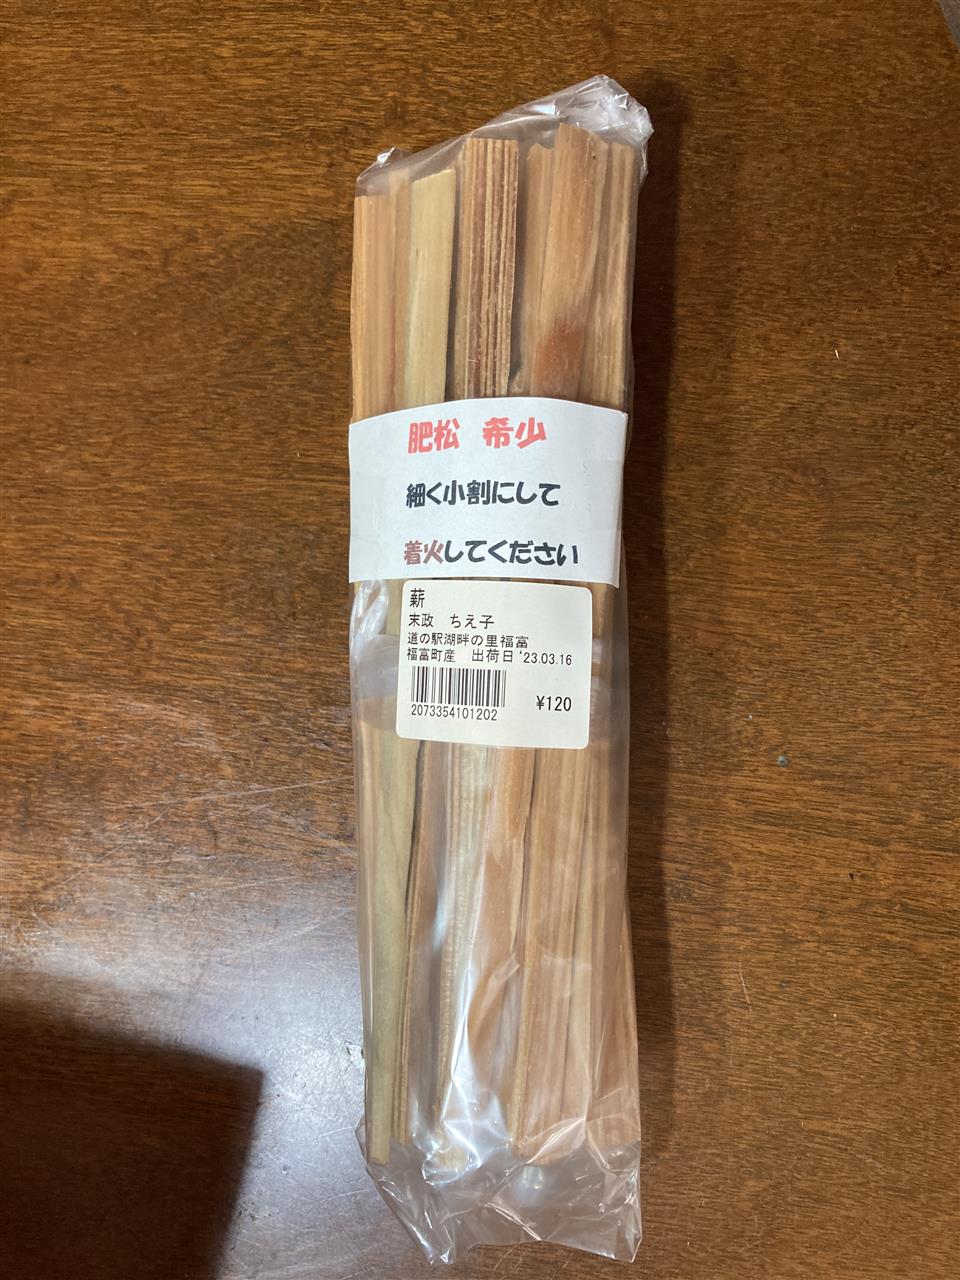 肥松 希少
細く小割にして
着火してください
薪
末政 ちえ子
道の駅湖畔の里福富
福富町産 出荷日 '23.03.16
¥120
2073354101202